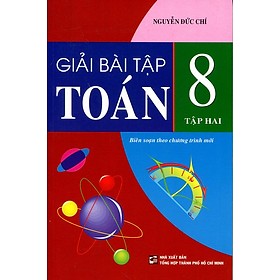 NGUYỄN ĐỨC CHÍ
GIẢI BÀI TẬP
TOÁN 8
TẬP HAI
Biên soạn theo chương trình mới
NHÀ XUẤT BẢN
TỔNG HỢP THÀNH PHỐ HỒ CHÍ MINH